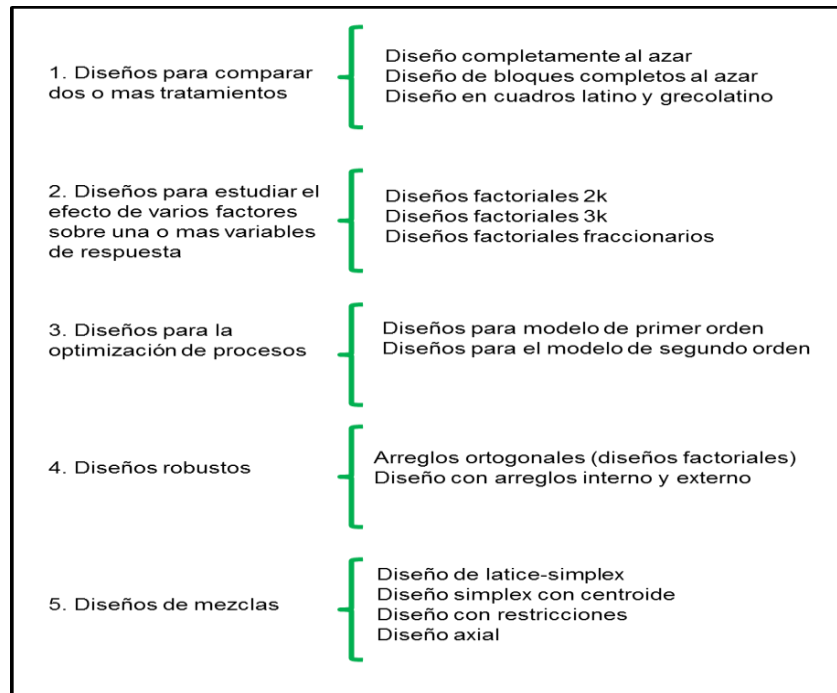 1. Diseños para comparar
dos o mas tratamientos
Diseño completamente al azar
Diseño de bloques completos al azar
Diseño en cuadros latino y grecolatino
2. Diseños para estudiar el
efecto de varios factores
sobre una o mas variables
de respuesta
Diseños factoriales 2k
Diseños factoriales 3k
Diseños factoriales fraccionarios
3. Diseños para la
optimización de procesos
Diseños para modelo de primer orden
Diseños para el modelo de segundo orden
4. Diseños robustos
Arreglos ortogonales (diseños factoriales)
Diseño con arreglos interno y externo
5. Diseños de mezclas
Diseño de latice-simplex
Diseño simplex con centroide
Diseño con restricciones
Diseño axial